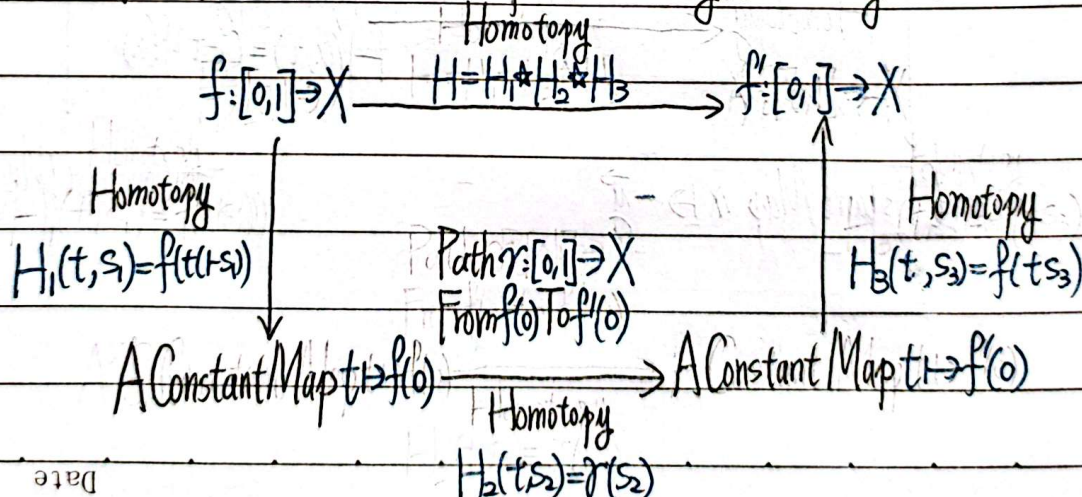 Homotopy
f:[0,1]→X
H=H₁☆H₂☆H₃
f':[0,1]→X
Homotopy
H₁(t,s₁)=f(t(1-s₁))
Path γ:[0,1]→X
From f(0) To f'(0)
Homotopy
H₃(t,s₃)=f(ts₃)
A Constant Map t↦f(0)
A Constant Map t↦f'(0)
Homotopy
H₂(t,s₂)=γ(s₂)
Date